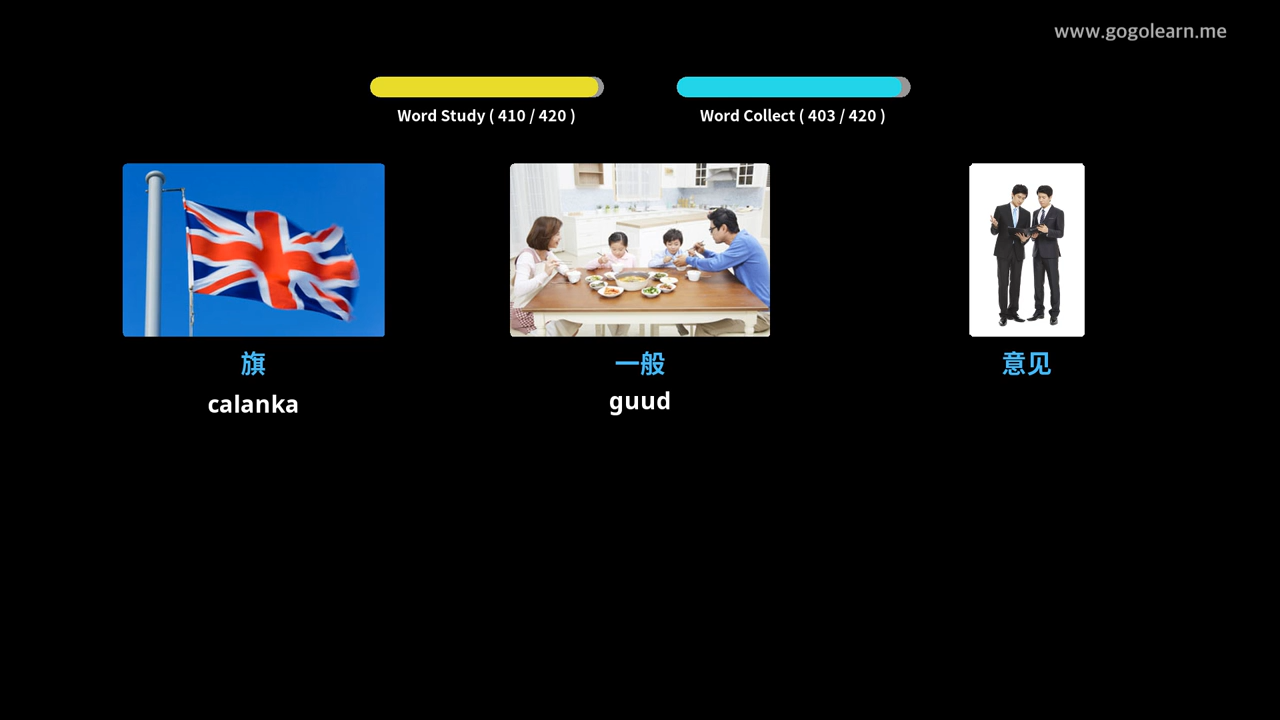 www.gogolearn.me
Word Study ( 410 / 420 )
Word Collect ( 403 / 420 )
旗
一般
意见
calanka
guud